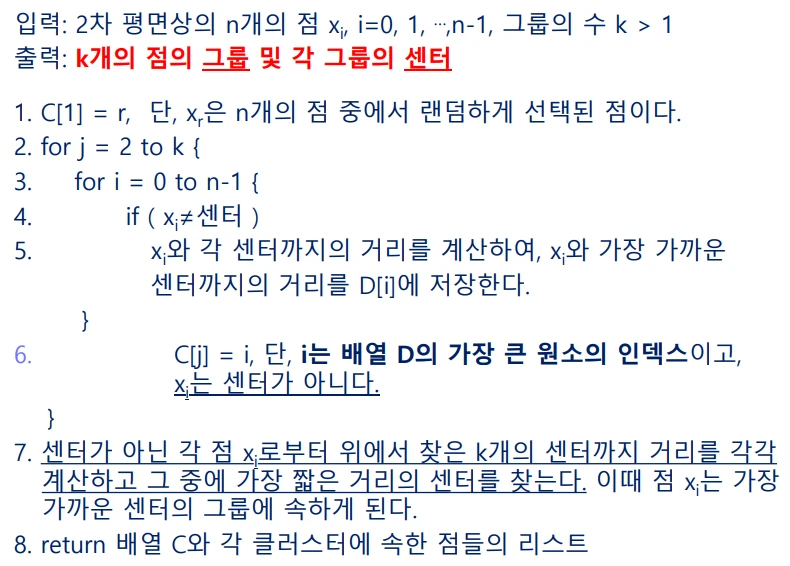 입력: 2차 평면상의 n개의 점 xi, i=0, 1, ···,n-1, 그룹의 수 k > 1
출력: k개의 점의 그룹 및 각 그룹의 센터
1. C[1] = r, 단, xr은 n개의 점 중에서 랜덤하게 선택된 점이다.
2. for j = 2 to k {
3. for i = 0 to n-1 {
4. if ( xi≠센터 )
5. xi와 각 센터까지의 거리를 계산하여, xi와 가장 가까운
센터까지의 거리를 D[i]에 저장한다.
}
6. C[j] = i, 단, i는 배열 D의 가장 큰 원소의 인덱스이고,
xi는 센터가 아니다.
}
7. 센터가 아닌 각 점 xi로부터 위에서 찾은 k개의 센터까지 거리를 각각
계산하고 그 중에 가장 짧은 거리의 센터를 찾는다. 이때 점 xi는 가장
가까운 센터의 그룹에 속하게 된다.
8. return 배열 C와 각 클러스터에 속한 점들의 리스트